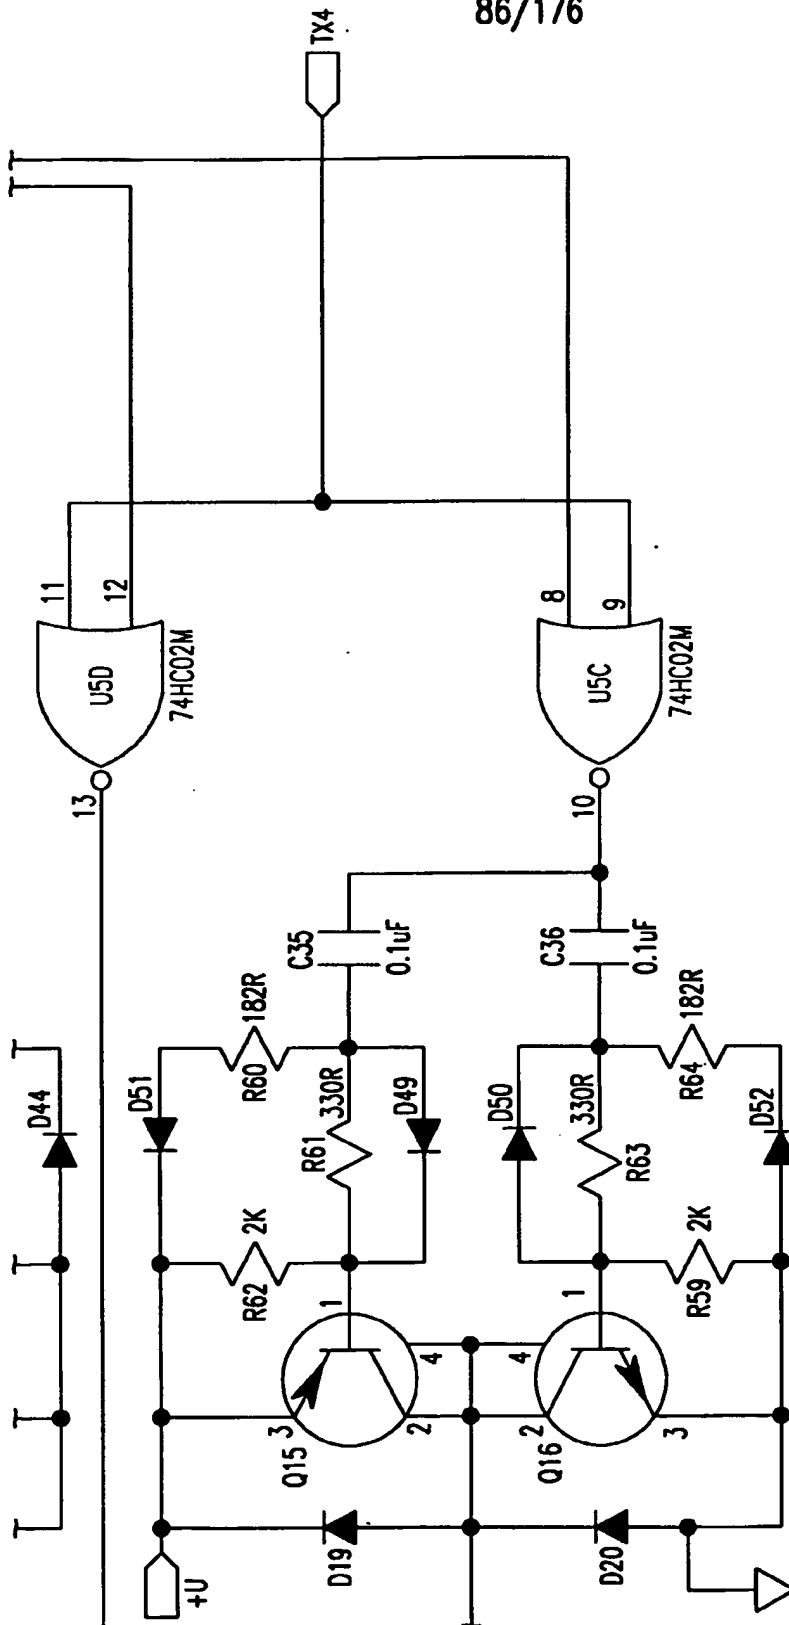 86/176
TX4
11
12
U5D
74HC02M
13
8
9
U5C
74HC02M
10
C35
0.1uF
C36
0.1uF
D44
D51
182R
R60
330R
R61
D49
2K
R62
D50
330R
R63
182R
R64
D52
2K
R59
1
4
3
2
Q15
1
4
2
3
Q16
D19
D20
+U